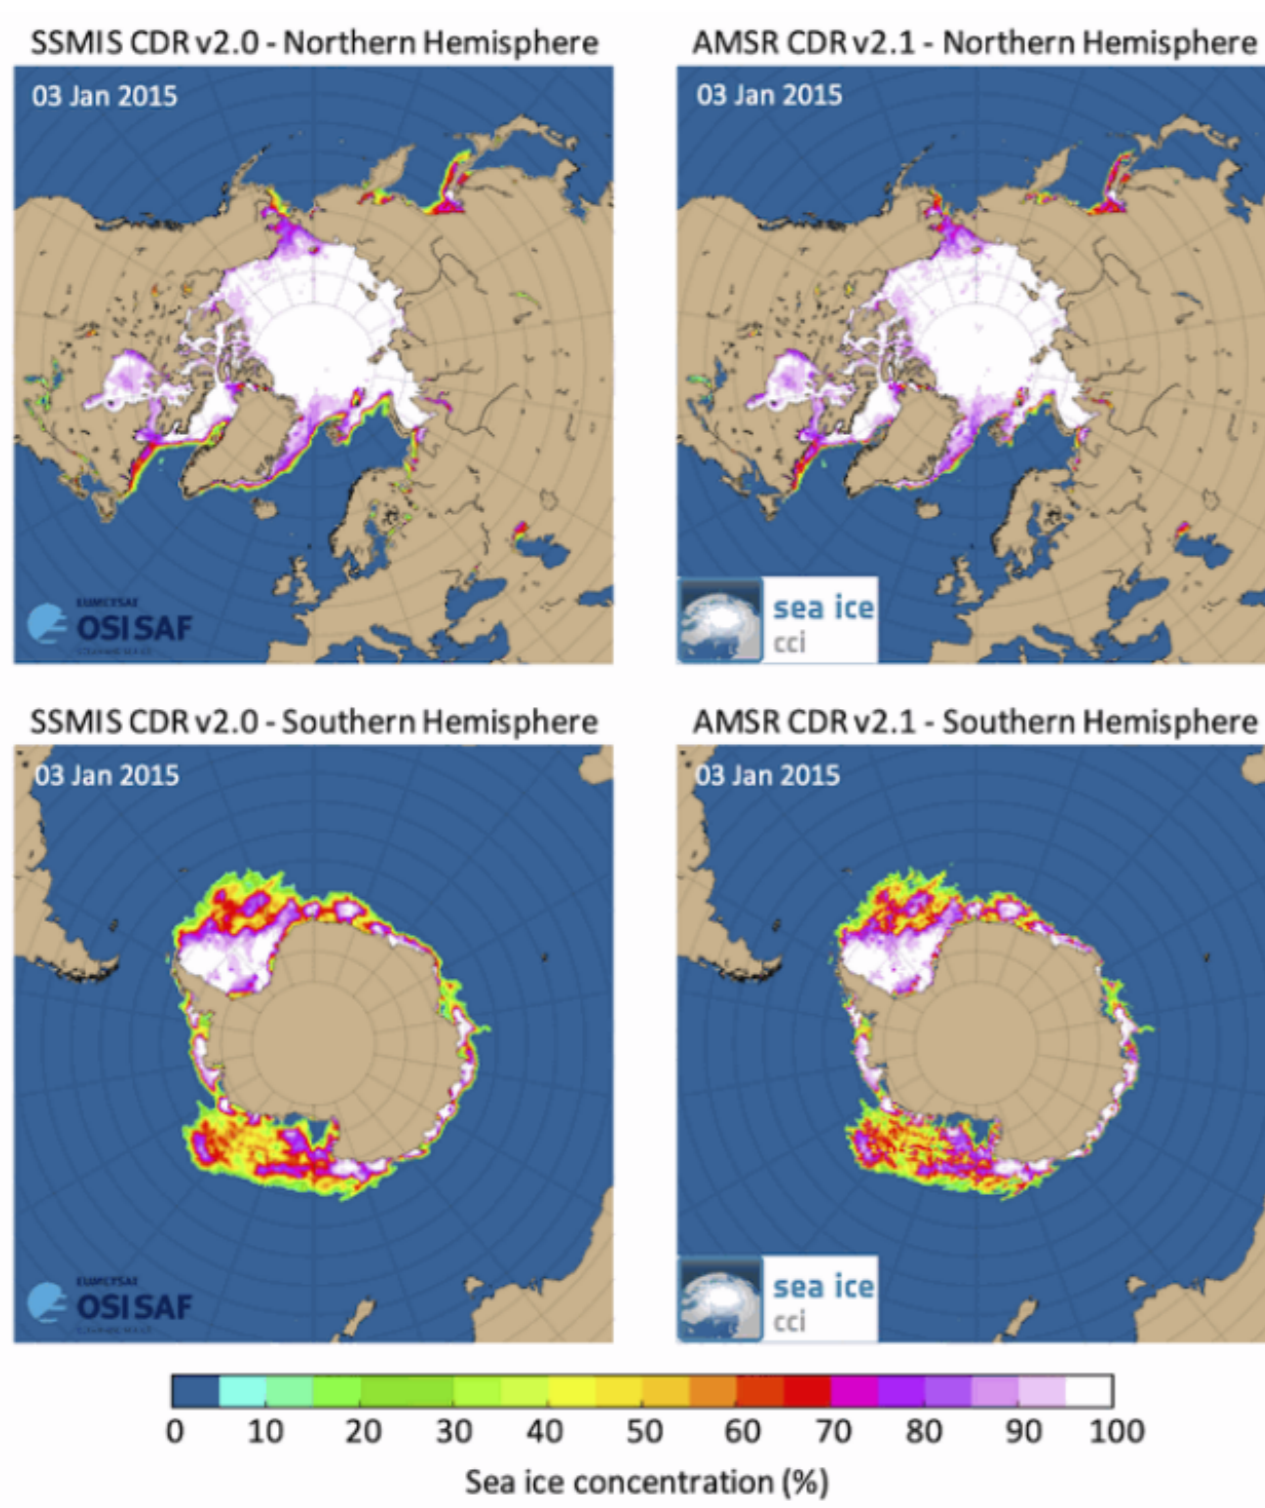 SSMIS CDR v2.0 - Northern Hemisphere
AMSR CDR v2.1 - Northern Hemisphere
03 Jan 2015
03 Jan 2015
EUMETSAT
OSI SAF
sea ice
cci
SSMIS CDR v2.0 - Southern Hemisphere
AMSR CDR v2.1 - Southern Hemisphere
03 Jan 2015
03 Jan 2015
EUMETSAT
OSI SAF
sea ice
cci
0 10 20 30 40 50 60 70 80 90 100
Sea ice concentration (%)